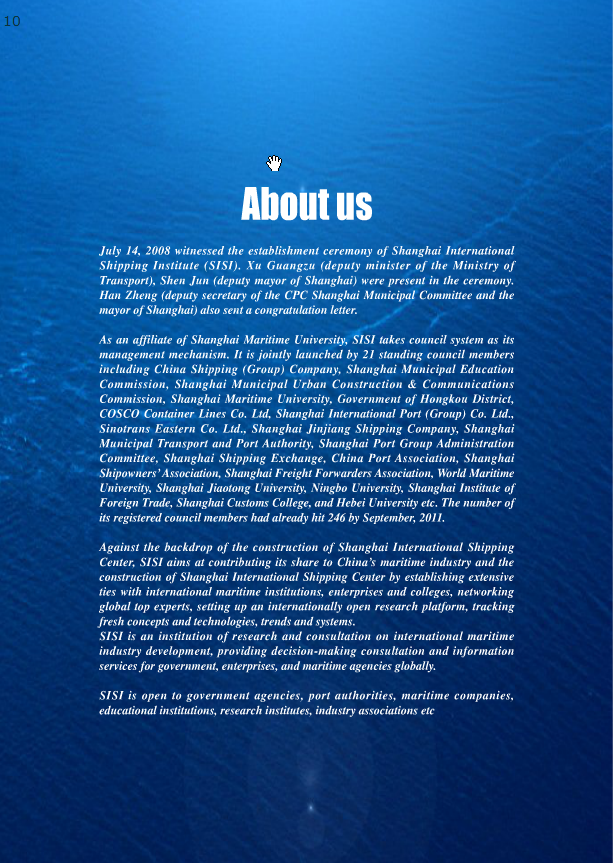 10
About us
July 14, 2008 witnessed the establishment ceremony of Shanghai International
Shipping Institute (SISI). Xu Guangzu (deputy minister of the Ministry of
Transport), Shen Jun (deputy mayor of Shanghai) were present in the ceremony.
Han Zheng (deputy secretary of the CPC Shanghai Municipal Committee and the
mayor of Shanghai) also sent a congratulation letter.
As an affiliate of Shanghai Maritime University, SISI takes council system as its
management mechanism. It is jointly launched by 21 standing council members
including China Shipping (Group) Company, Shanghai Municipal Education
Commission, Shanghai Municipal Urban Construction & Communications
Commission, Shanghai Maritime University, Government of Hongkou District,
COSCO Container Lines Co. Ltd, Shanghai International Port (Group) Co. Ltd.,
Sinotrans Eastern Co. Ltd., Shanghai Jinjiang Shipping Company, Shanghai
Municipal Transport and Port Authority, Shanghai Port Group Administration
Committee, Shanghai Shipping Exchange, China Port Association, Shanghai
Shipowners' Association, Shanghai Freight Forwarders Association, World Maritime
University, Shanghai Jiaotong University, Ningbo University, Shanghai Institute of
Foreign Trade, Shanghai Customs College, and Hebei University etc. The number of
its registered council members had already hit 246 by September, 2011.
Against the backdrop of the construction of Shanghai International Shipping
Center, SISI aims at contributing its share to China's maritime industry and the
construction of Shanghai International Shipping Center by establishing extensive
ties with international maritime institutions, enterprises and colleges, networking
global top experts, setting up an internationally open research platform, tracking
fresh concepts and technologies, trends and systems.
SISI is an institution of research and consultation on international maritime
industry development, providing decision-making consultation and information
services for government, enterprises, and maritime agencies globally.
SISI is open to government agencies, port authorities, maritime companies,
educational institutions, research institutes, industry associations etc